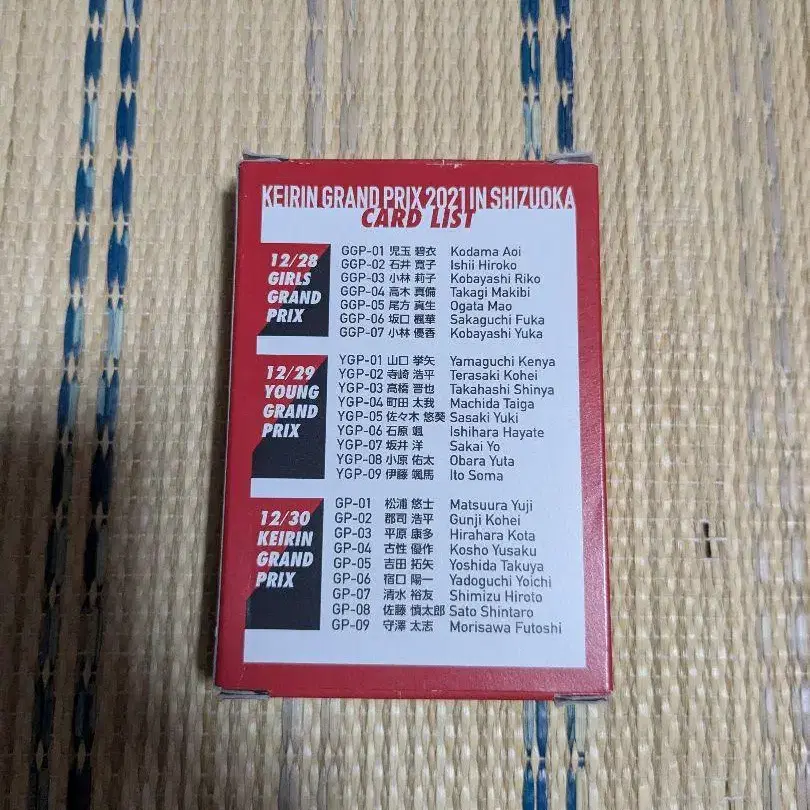 KEIRIN GRAND PRIX 2021 IN SHIZUOKA
CARD LIST
12/28
GIRLS
GRAND
PRIX
GGP-01 児玉 碧衣 Kodama Aoi
GGP-02 石井 寛子 Ishii Hiroko
GGP-03 小林 莉子 Kobayashi Riko
GGP-04 高木 真備 Takagi Makibi
GGP-05 尾方 真生 Ogata Mao
GGP-06 坂口 楓華 Sakaguchi Fuka
GGP-07 小林 優香 Kobayashi Yuka
12/29
YOUNG
GRAND
PRIX
YGP-01 山口 拳矢 Yamaguchi Kenya
YGP-02 寺崎 浩平 Terasaki Kohei
YGP-03 高橋 晋也 Takahashi Shinya
YGP-04 町田 太我 Machida Taiga
YGP-05 佐々木 悠葵 Sasaki Yuki
YGP-06 石原 颯 Ishihara Hayate
YGP-07 坂井 洋 Sakai Yo
YGP-08 小原 佑太 Obara Yuta
YGP-09 伊藤 颯馬 Ito Soma
12/30
KEIRIN
GRAND
PRIX
GP-01 松浦 悠士 Matsuura Yuji
GP-02 郡司 浩平 Gunji Kohei
GP-03 平原 康多 Hirahara Kota
GP-04 古性 優作 Kosho Yusaku
GP-05 吉田 拓矢 Yoshida Takuya
GP-06 宿口 陽一 Yadoguchi Yoichi
GP-07 清水 裕友 Shimizu Hiroto
GP-08 佐藤 慎太郎 Sato Shintaro
GP-09 守澤 太志 Morisawa Futoshi